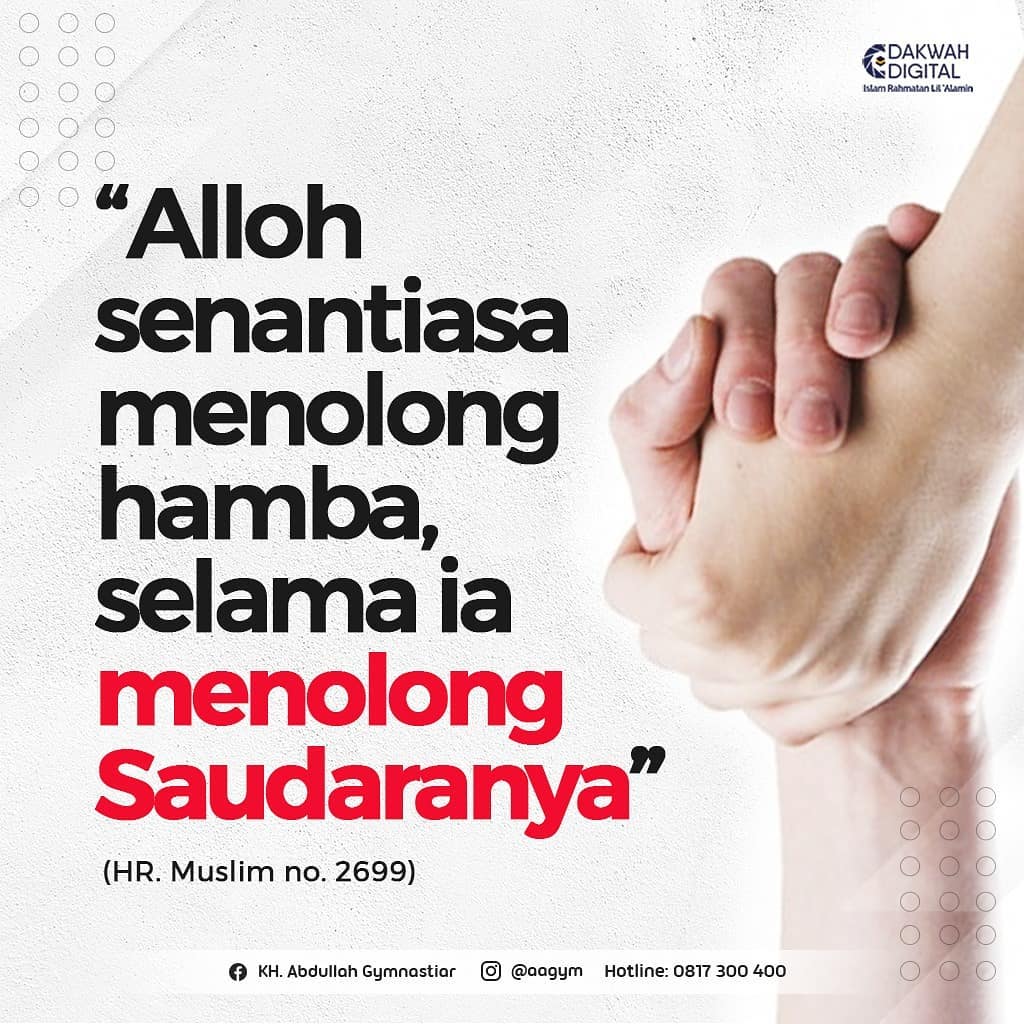 DAKWAH
DIGITAL
Islam Rahmatan Lil 'Alamin
“Alloh
senantiasa
menolong
hamba,
selama ia
menolong
Saudaranya”
(HR. Muslim no. 2699)
KH. Abdullah Gymnastiar @aagym Hotline: 0817 300 400